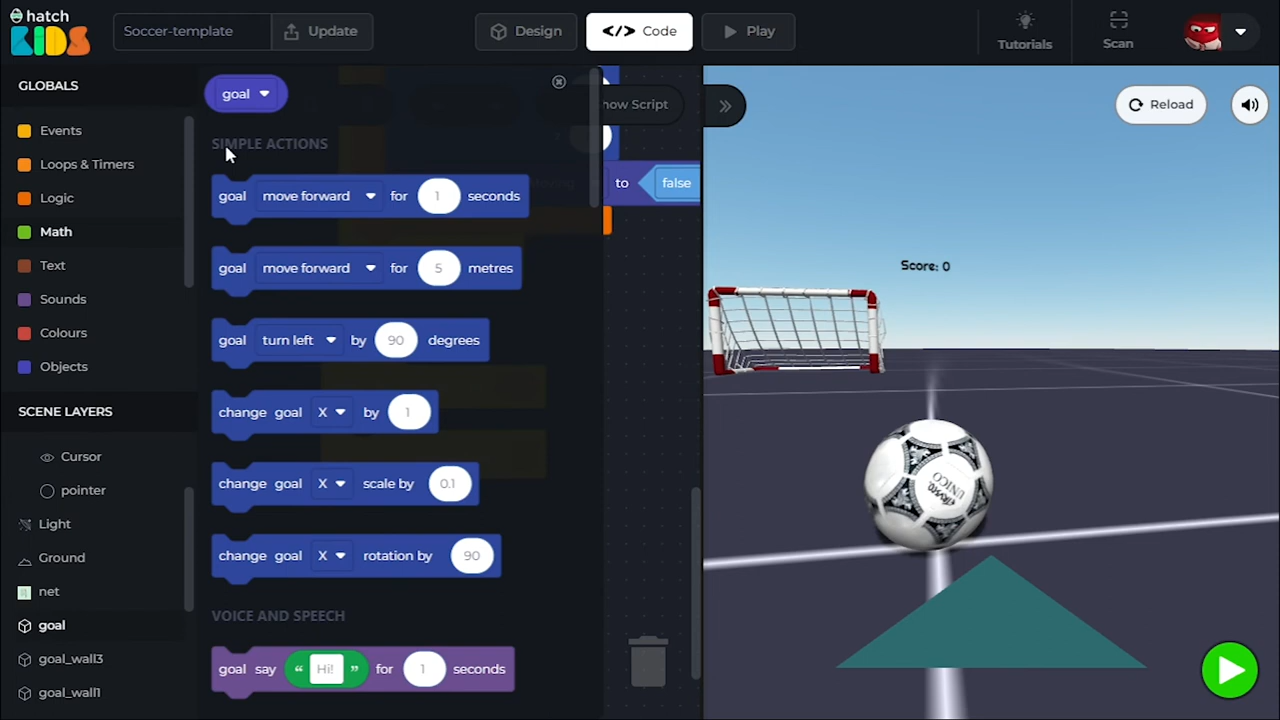 hatch
KIDS
Soccer-template
Update
Design
</> Code
Play
Tutorials
Scan
GLOBALS
Events
Loops & Timers
Logic
Math
Text
Sounds
Colours
Objects
SCENE LAYERS
Cursor
pointer
Light
Ground
net
goal
goal_wall3
goal_wall1
goal
SIMPLE ACTIONS
goal move forward for 1 seconds
goal move forward for 5 metres
goal turn left by 90 degrees
change goal X by 1
change goal X scale by 0.1
change goal X rotation by 90
VOICE AND SPEECH
goal say “ Hi! ” for 1 seconds
how Script
to false
Reload
Score: 0
UNICO